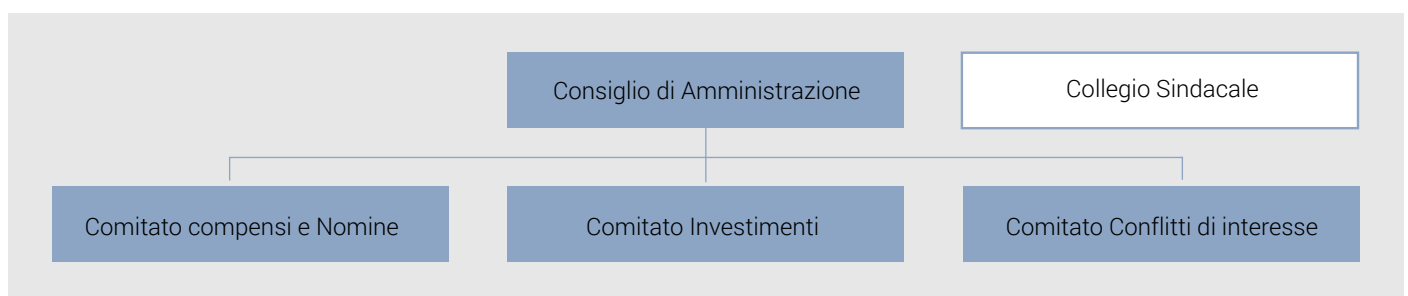 Consiglio di Amministrazione
Collegio Sindacale
Comitato compensi e Nomine
Comitato Investimenti
Comitato Conflitti di interesse